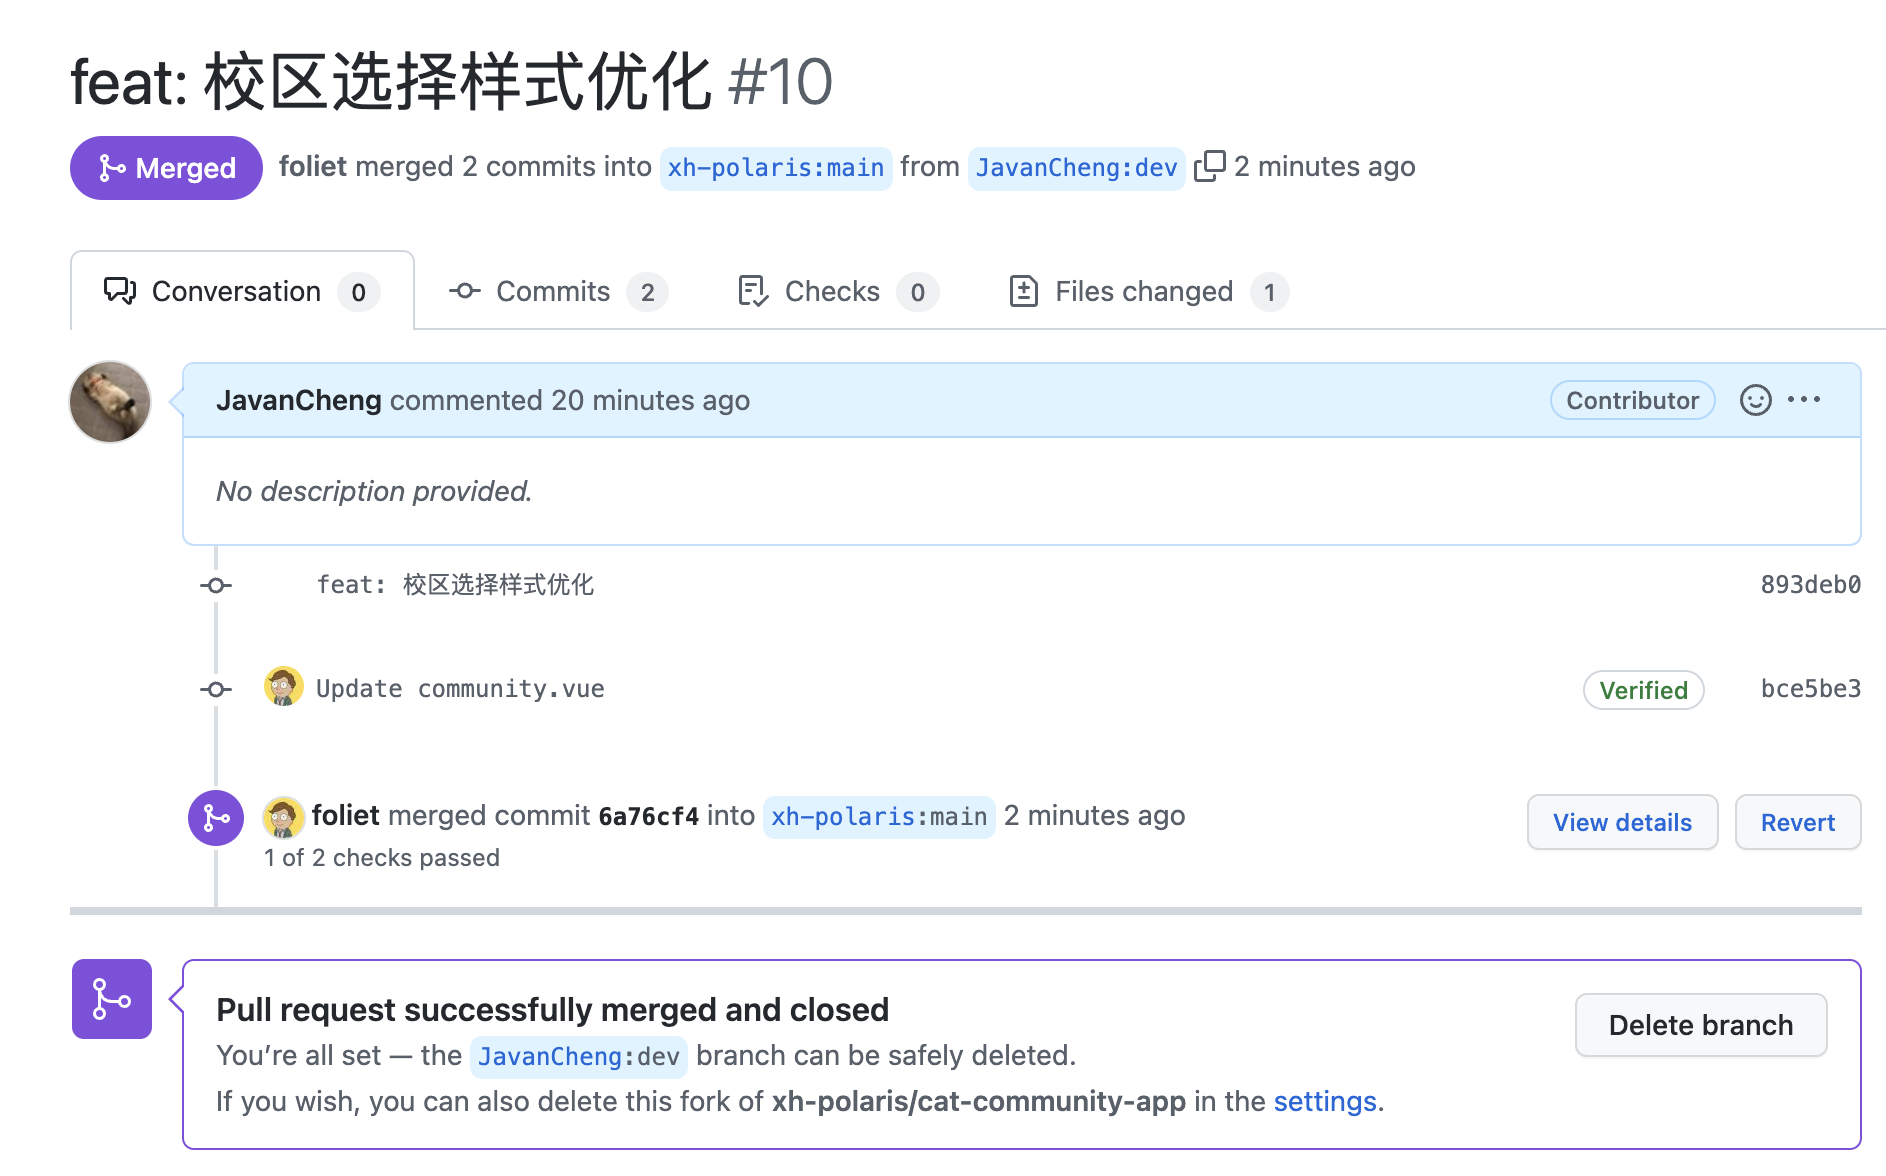 feat: 校区选择样式优化 #10
Merged foliet merged 2 commits into xh-polaris:main from JavanCheng:dev 2 minutes ago
Conversation 0 Commits 2 Checks 0 Files changed 1
JavanCheng commented 20 minutes ago Contributor
No description provided.
feat: 校区选择样式优化 893deb0
Update community.vue Verified bce5be3
foliet merged commit 6a76cf4 into xh-polaris:main 2 minutes ago View details Revert
1 of 2 checks passed
Pull request successfully merged and closed
You’re all set — the JavanCheng:dev branch can be safely deleted. Delete branch
If you wish, you can also delete this fork of xh-polaris/cat-community-app in the settings.